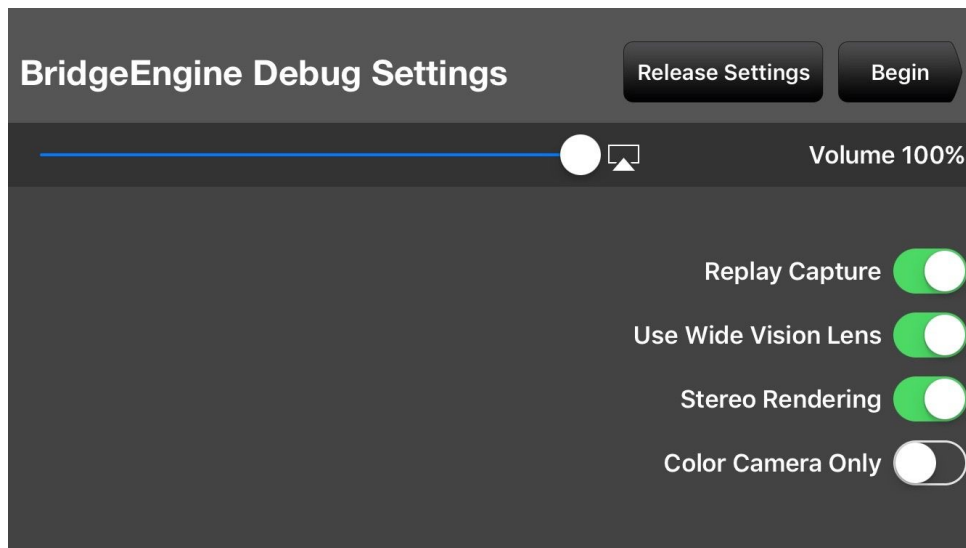 BridgeEngine Debug Settings
Release Settings
Begin
Volume 100%
Replay Capture
Use Wide Vision Lens
Stereo Rendering
Color Camera Only